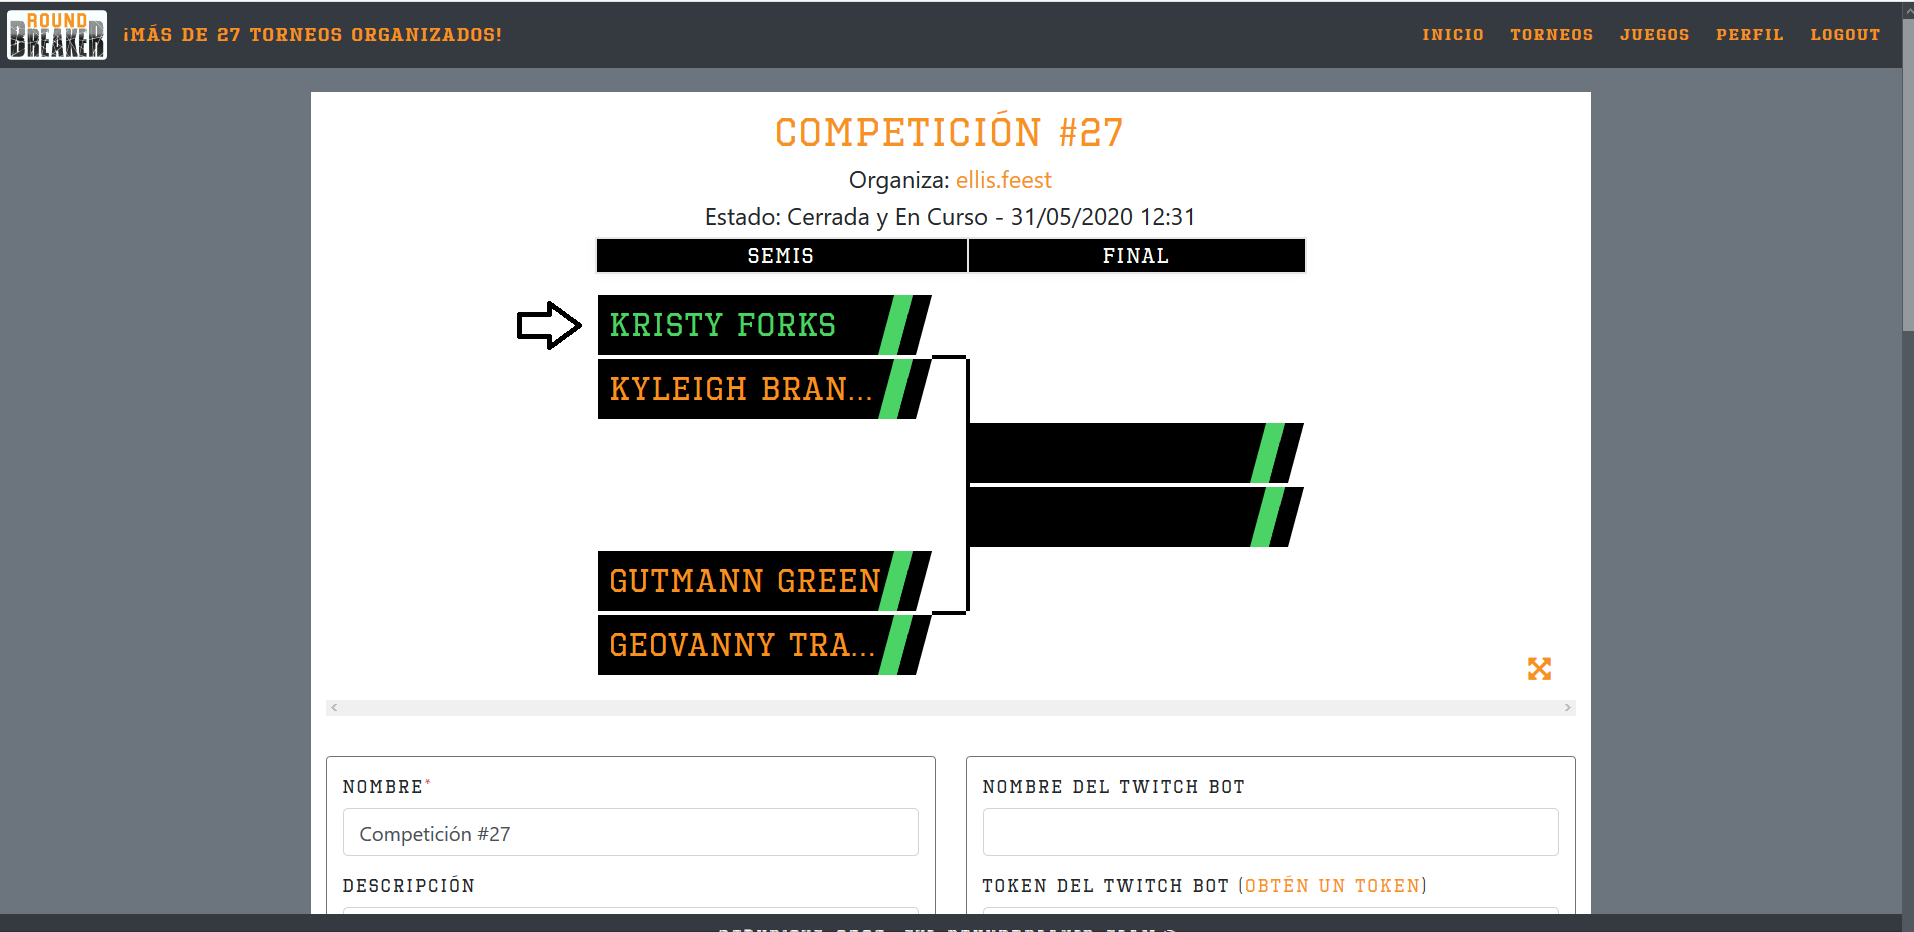 ROUND
BREAKER
¡MÁS DE 27 TORNEOS ORGANIZADOS!
INICIO TORNEOS JUEGOS PERFIL LOGOUT
COMPETICIÓN #27
Organiza: ellis.feest
Estado: Cerrada y En Curso - 31/05/2020 12:31
SEMIS FINAL
KRISTY FORKS
KYLEIGH BRAN...
GUTMANN GREEN
GEOVANNY TRA...
NOMBRE*
Competición #27
DESCRIPCIÓN
NOMBRE DEL TWITCH BOT
TOKEN DEL TWITCH BOT (OBTÉN UN TOKEN)